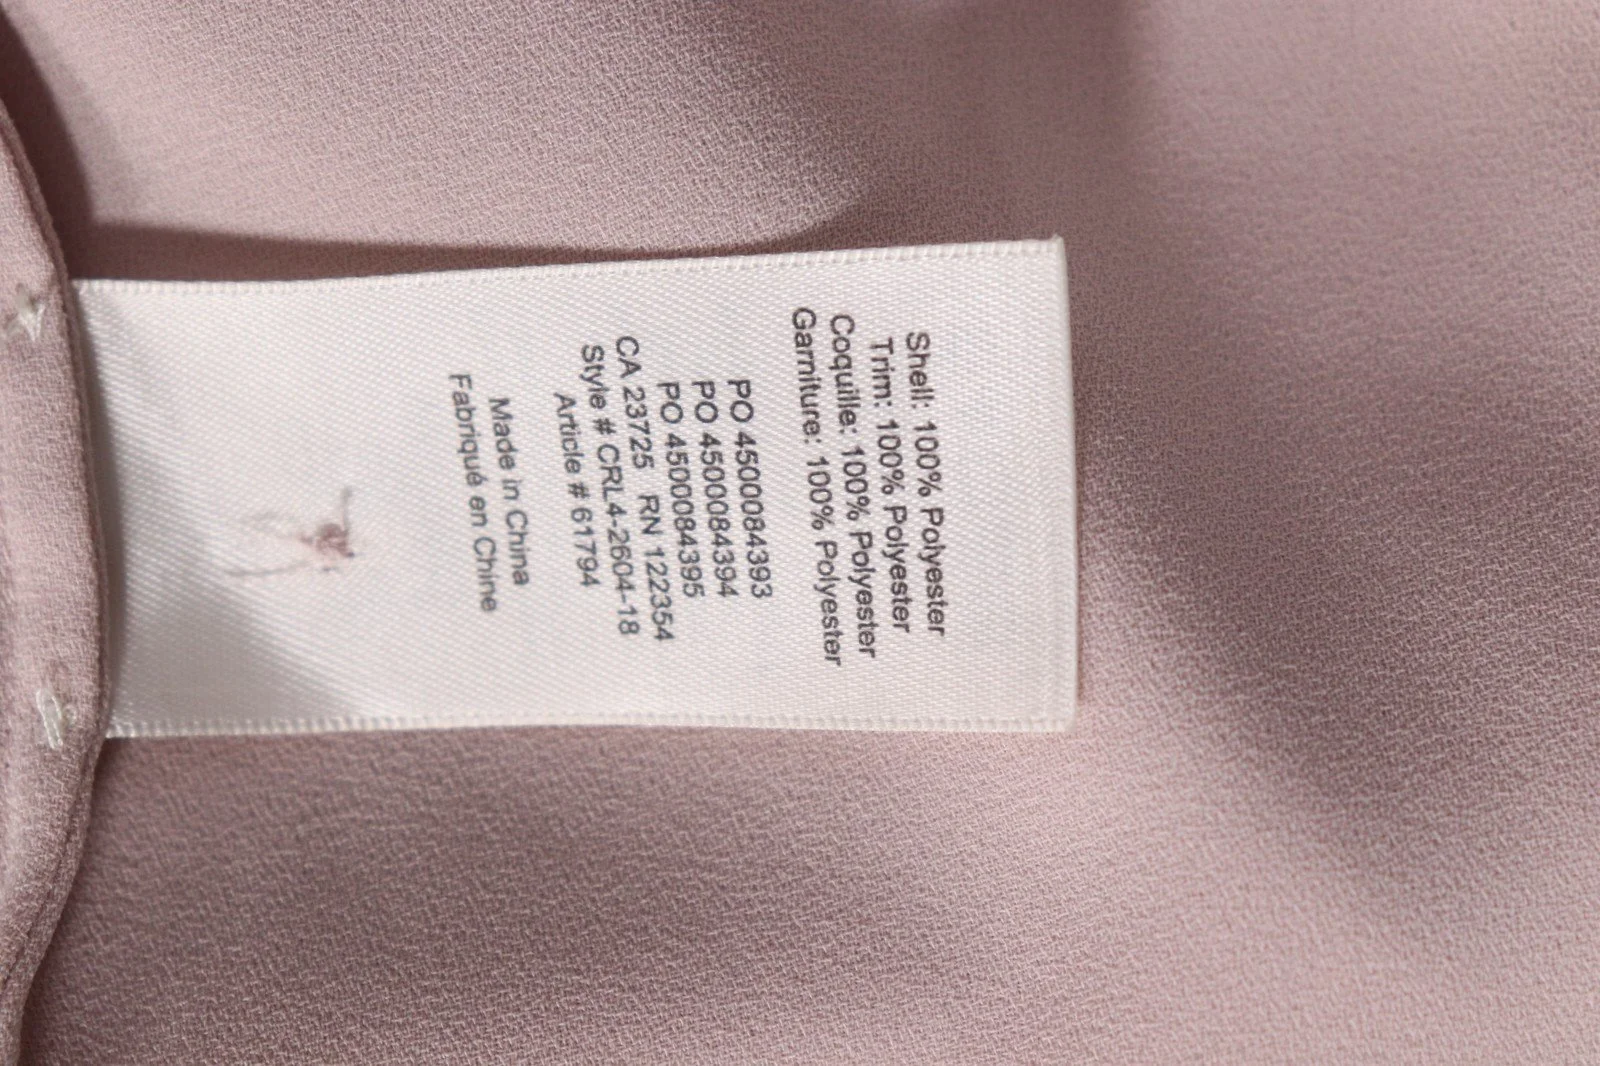 Shell: 100% Polyester
Trim: 100% Polyester
Coquille: 100% Polyester
Garniture: 100% Polyester
PO 4500084393
PO 4500084394
PO 4500084395
CA 23725 RN 122354
Style # CRL4-2604-18
Article # 61794
Made in China
Fabriqué en Chine